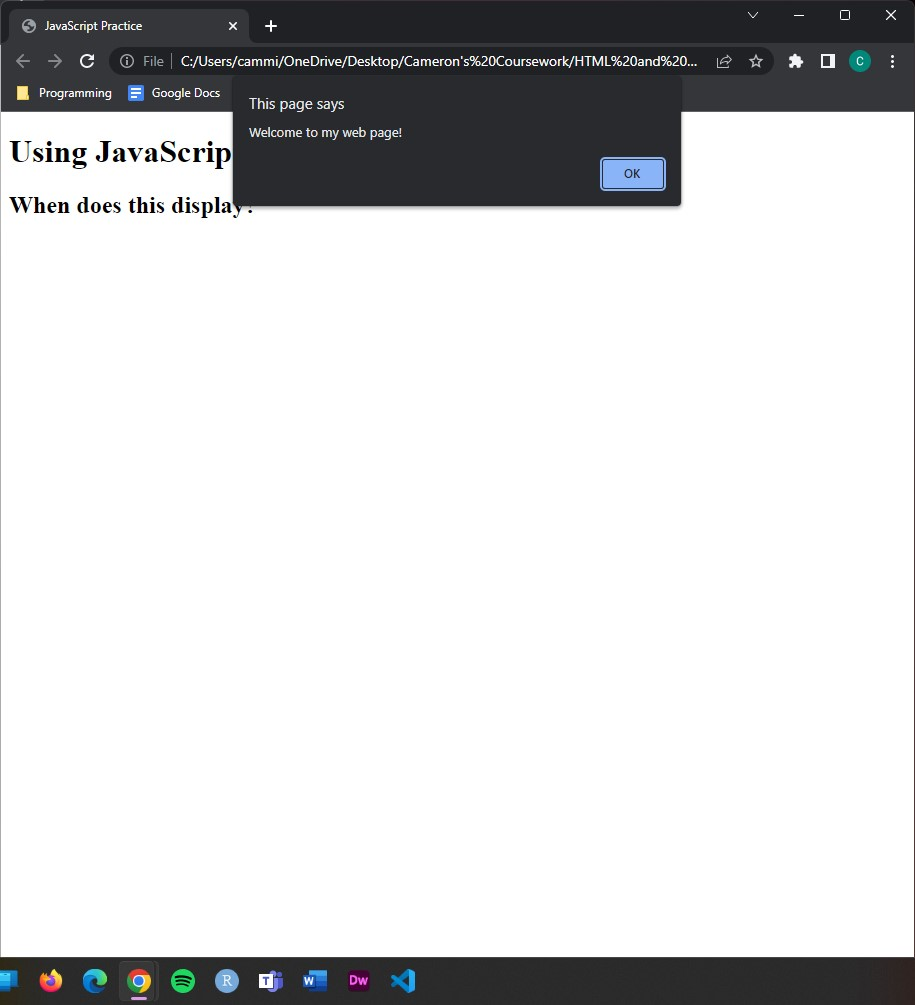 JavaScript Practice
File C:/Users/cammi/OneDrive/Desktop/Cameron's%20Coursework/HTML%20and%20... C
Programming Google Docs
This page says
Welcome to my web page!
OK
Using JavaScrip
When does this display?
R T W Dw